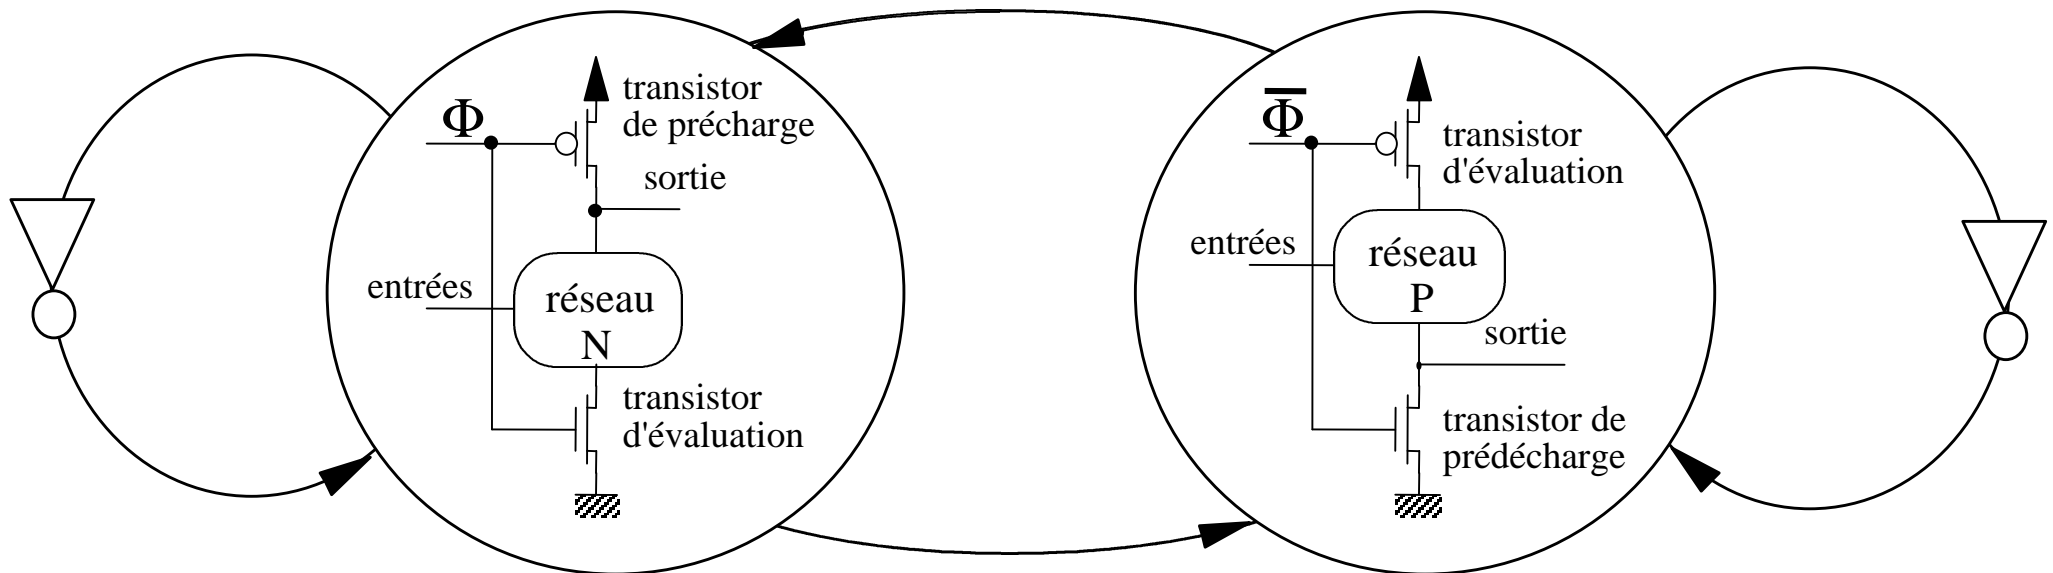 Φ
transistor
de précharge
sortie
entrées
réseau
N
transistor
d'évaluation
Φ̅
transistor
d'évaluation
entrées
réseau
P
sortie
transistor de
prédécharge